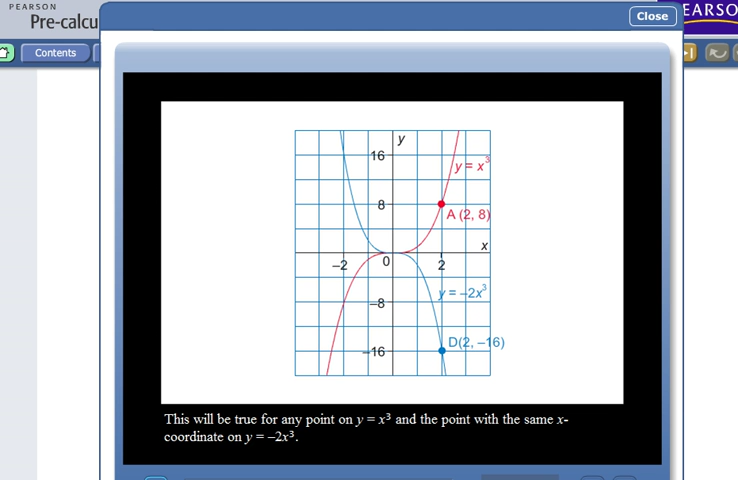 PEARSON
Pre-calcu
Close
EARSO
Contents
y
16
y = x³
8
A (2, 8)
x
−2
0
2
y = −2x³
−8
D(2, −16)
−16
This will be true for any point on y = x³ and the point with the same x-
coordinate on y = −2x³.